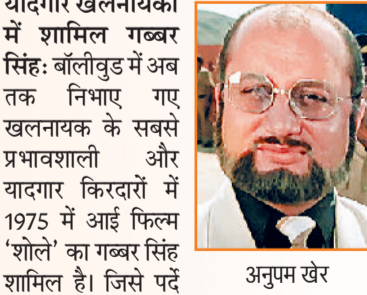 यादगार खलनायकों
में शामिल गब्बर
सिंह: बॉलीवुड में अब
तक निभाए गए
खलनायक के सबसे
प्रभावशाली और
यादगार किरदारों में
1975 में आई फिल्म
‘शोले’ का गब्बर सिंह
शामिल है। जिसे पर्दे
अनुपम खेर